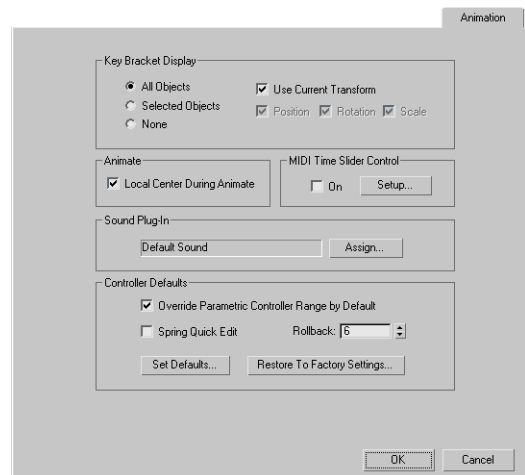 Animation
Key Bracket Display
All Objects
Selected Objects
None
Use Current Transform
Position Rotation Scale
Animate
Local Center During Animate
MIDI Time Slider Control
On Setup...
Sound Plug-In
Default Sound Assign...
Controller Defaults
Override Parametric Controller Range by Default
Spring Quick Edit Rollback: 6
Set Defaults... Restore To Factory Settings...
OK Cancel